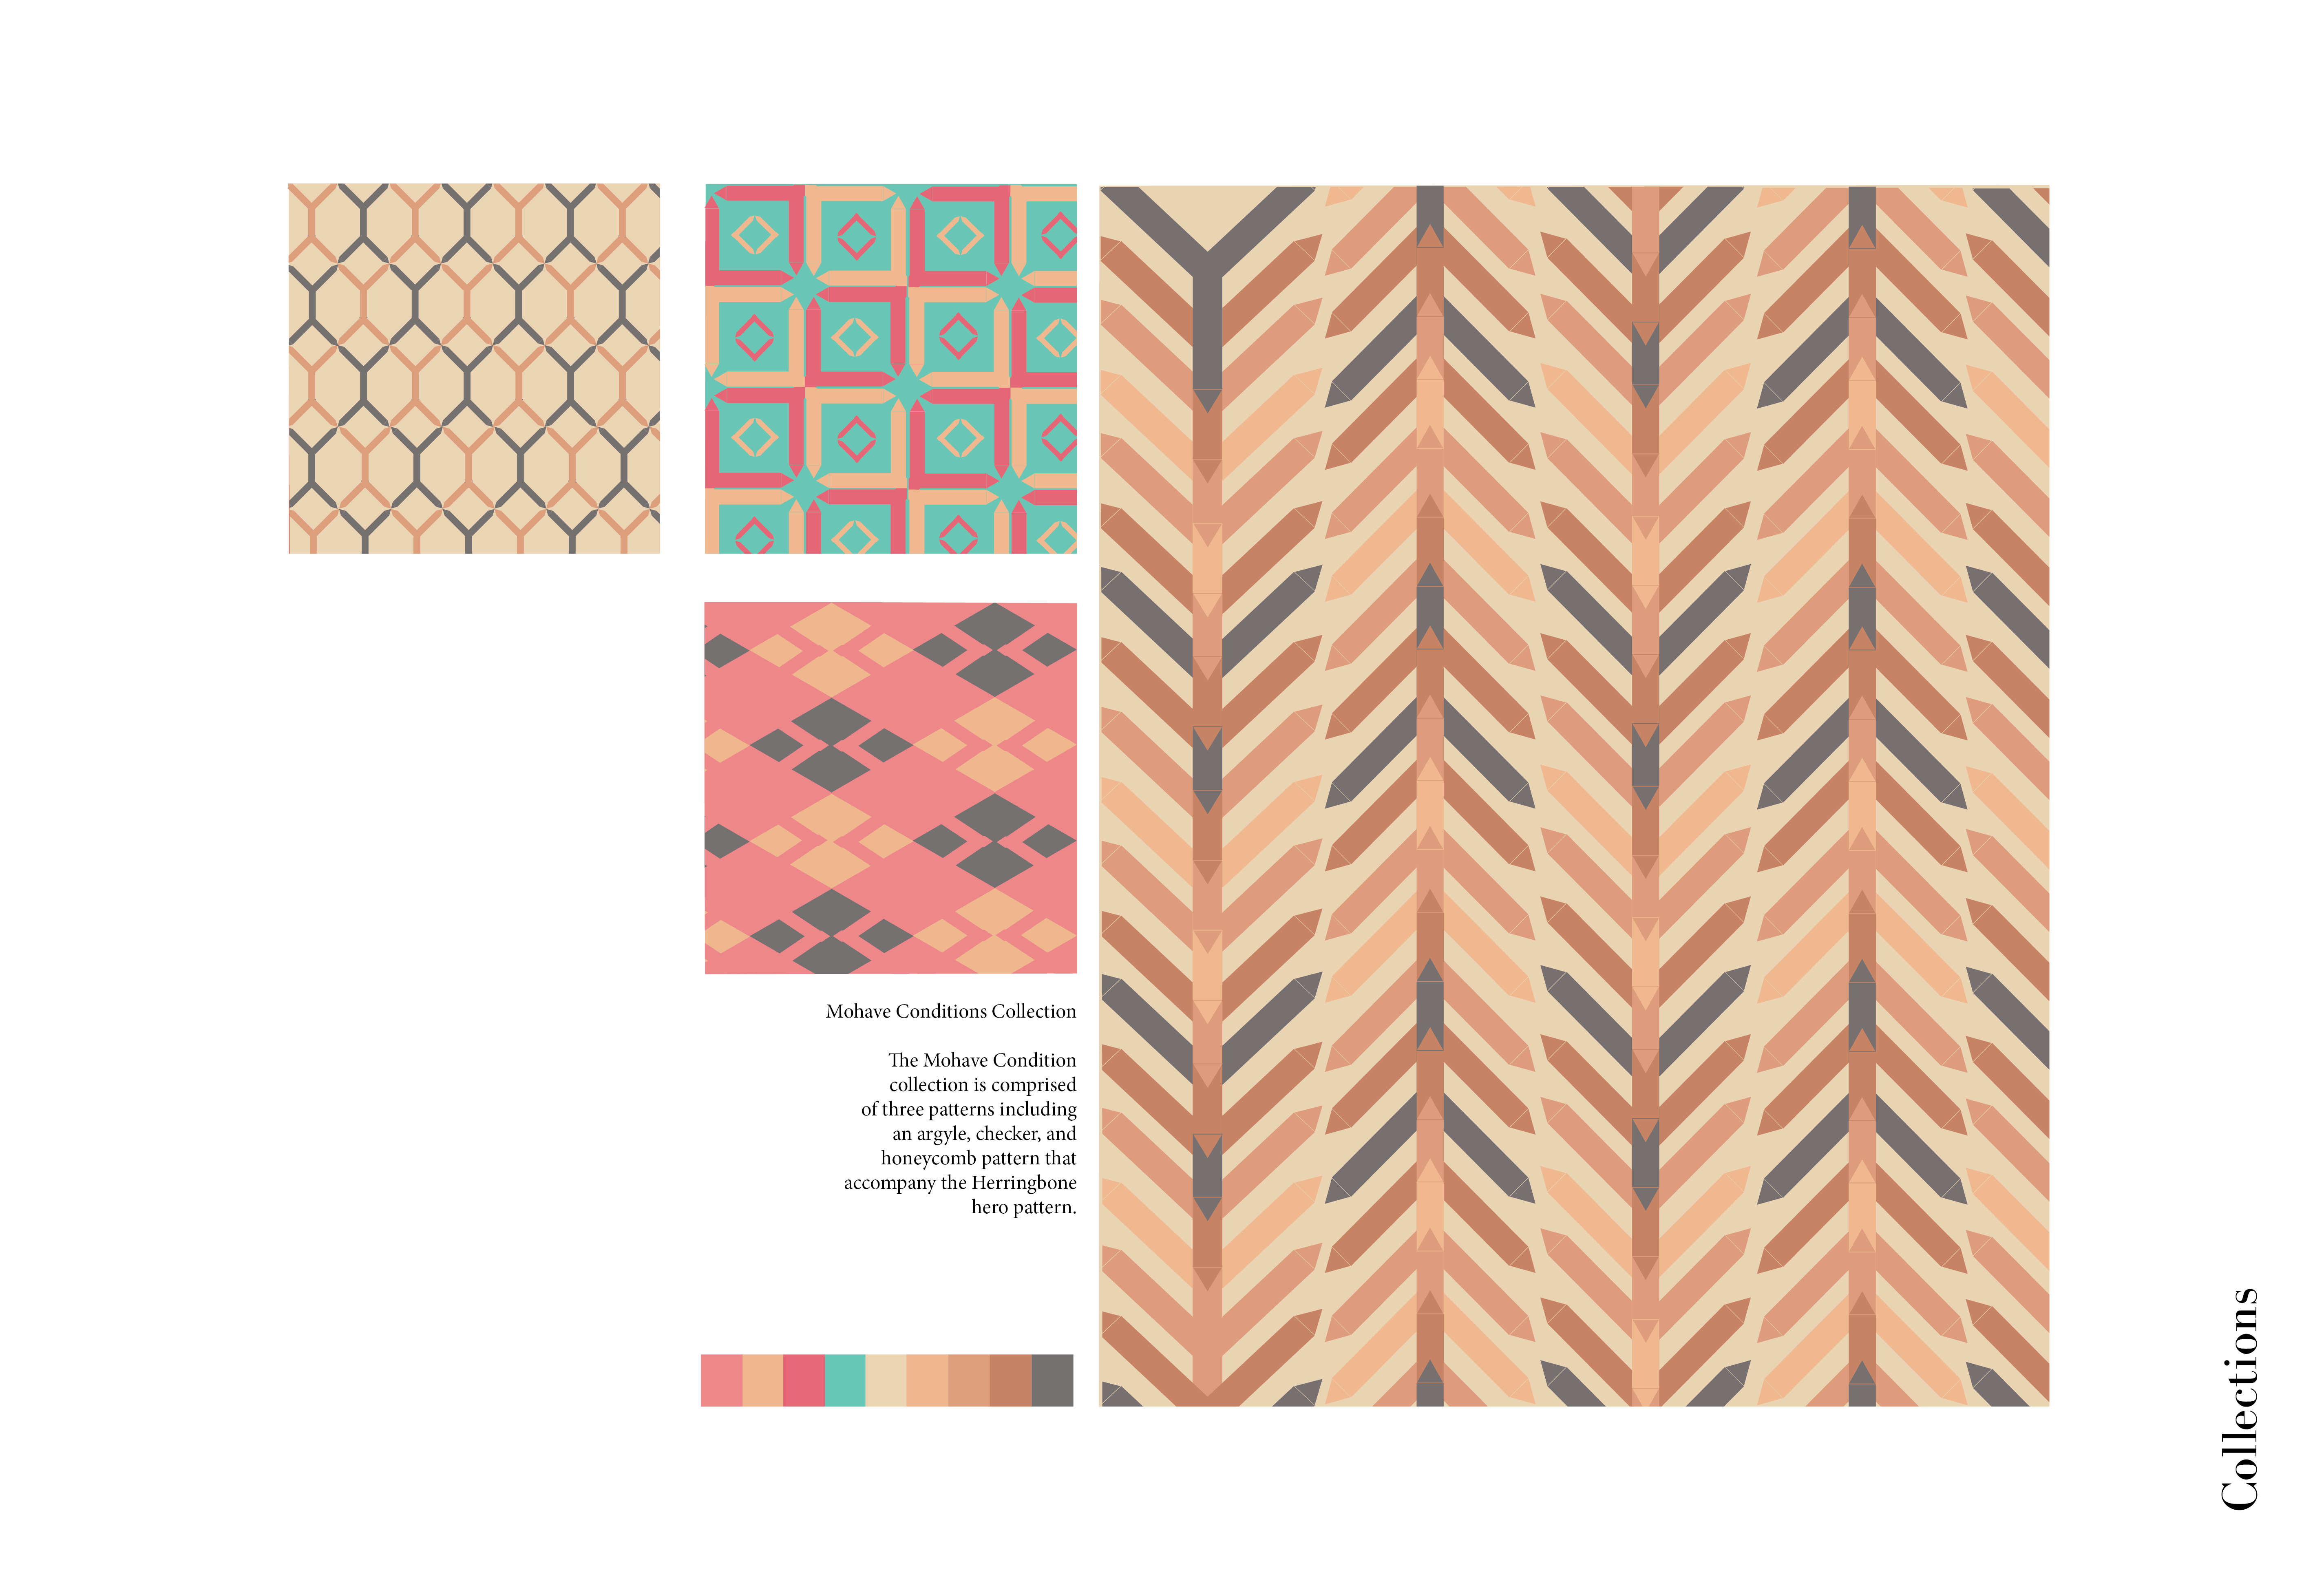 Mohave Conditions Collection
The Mohave Condition
collection is comprised
of three patterns including
an argyle, checker, and
honeycomb pattern that
accompany the Herringbone
hero pattern.
Collections